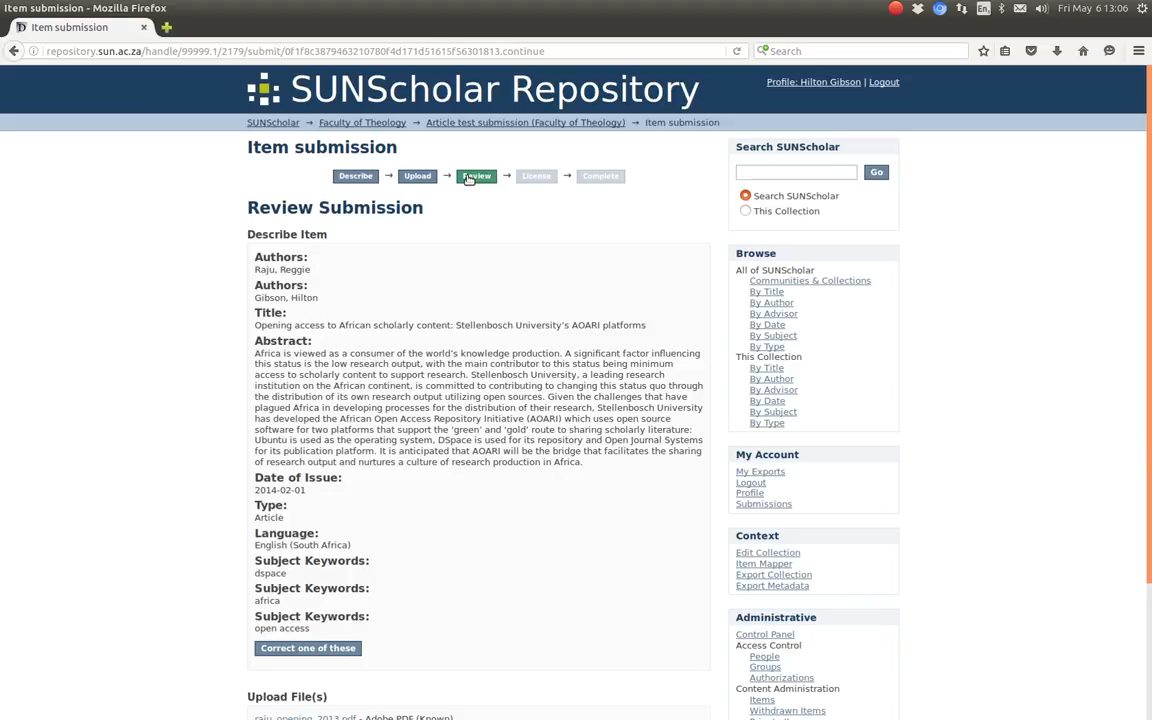 Item submission - Mozilla Firefox
En
Fri May 6 13:06
Item submission
repository.sun.ac.za/handle/99999.1/2179/submit/0f1f8c3879463210780f4d171d51615f56301813.continue
Search
SUNScholar Repository
Profile: Hilton Gibson | Logout
SUNScholar → Faculty of Theology → Article test submission (Faculty of Theology) → Item submission
Item submission
Describe → Upload → Review → License → Complete
Review Submission
Describe Item
Authors:
Raju, Reggie
Authors:
Gibson, Hilton
Title:
Opening access to African scholarly content: Stellenbosch University's AOARI platforms
Abstract:
Africa is viewed as a consumer of the world's knowledge production. A significant factor influencing
this status is the low research output, with the main contributor to this status being minimum
access to scholarly content to support research. Stellenbosch University, a leading research
institution on the African continent, is committed to contributing to changing this status quo through
the distribution of its own research output utilizing open sources. Given the challenges that have
plagued Africa in developing processes for the distribution of their research, Stellenbosch University
has developed the African Open Access Repository Initiative (AOARI) which uses open source
software for two platforms that support the 'green' and 'gold' route to sharing scholarly literature:
Ubuntu is used as the operating system, DSpace is used for its repository and Open Journal Systems
for its publication platform. It is anticipated that AOARI will be the bridge that facilitates the sharing
of research output and nurtures a culture of research production in Africa.
Date of Issue:
2014-02-01
Type:
Article
Language:
English (South Africa)
Subject Keywords:
dspace
Subject Keywords:
africa
Subject Keywords:
open access
Correct one of these
Upload File(s)
raju_opening_2013.pdf - Adobe PDF (Known)
Search SUNScholar
Go
Search SUNScholar
This Collection
Browse
All of SUNScholar
Communities & Collections
By Title
By Author
By Advisor
By Date
By Subject
By Type
This Collection
By Title
By Author
By Advisor
By Date
By Subject
By Type
My Account
My Exports
Logout
Profile
Submissions
Context
Edit Collection
Item Mapper
Export Collection
Export Metadata
Administrative
Control Panel
Access Control
People
Groups
Authorizations
Content Administration
Items
Withdrawn Items